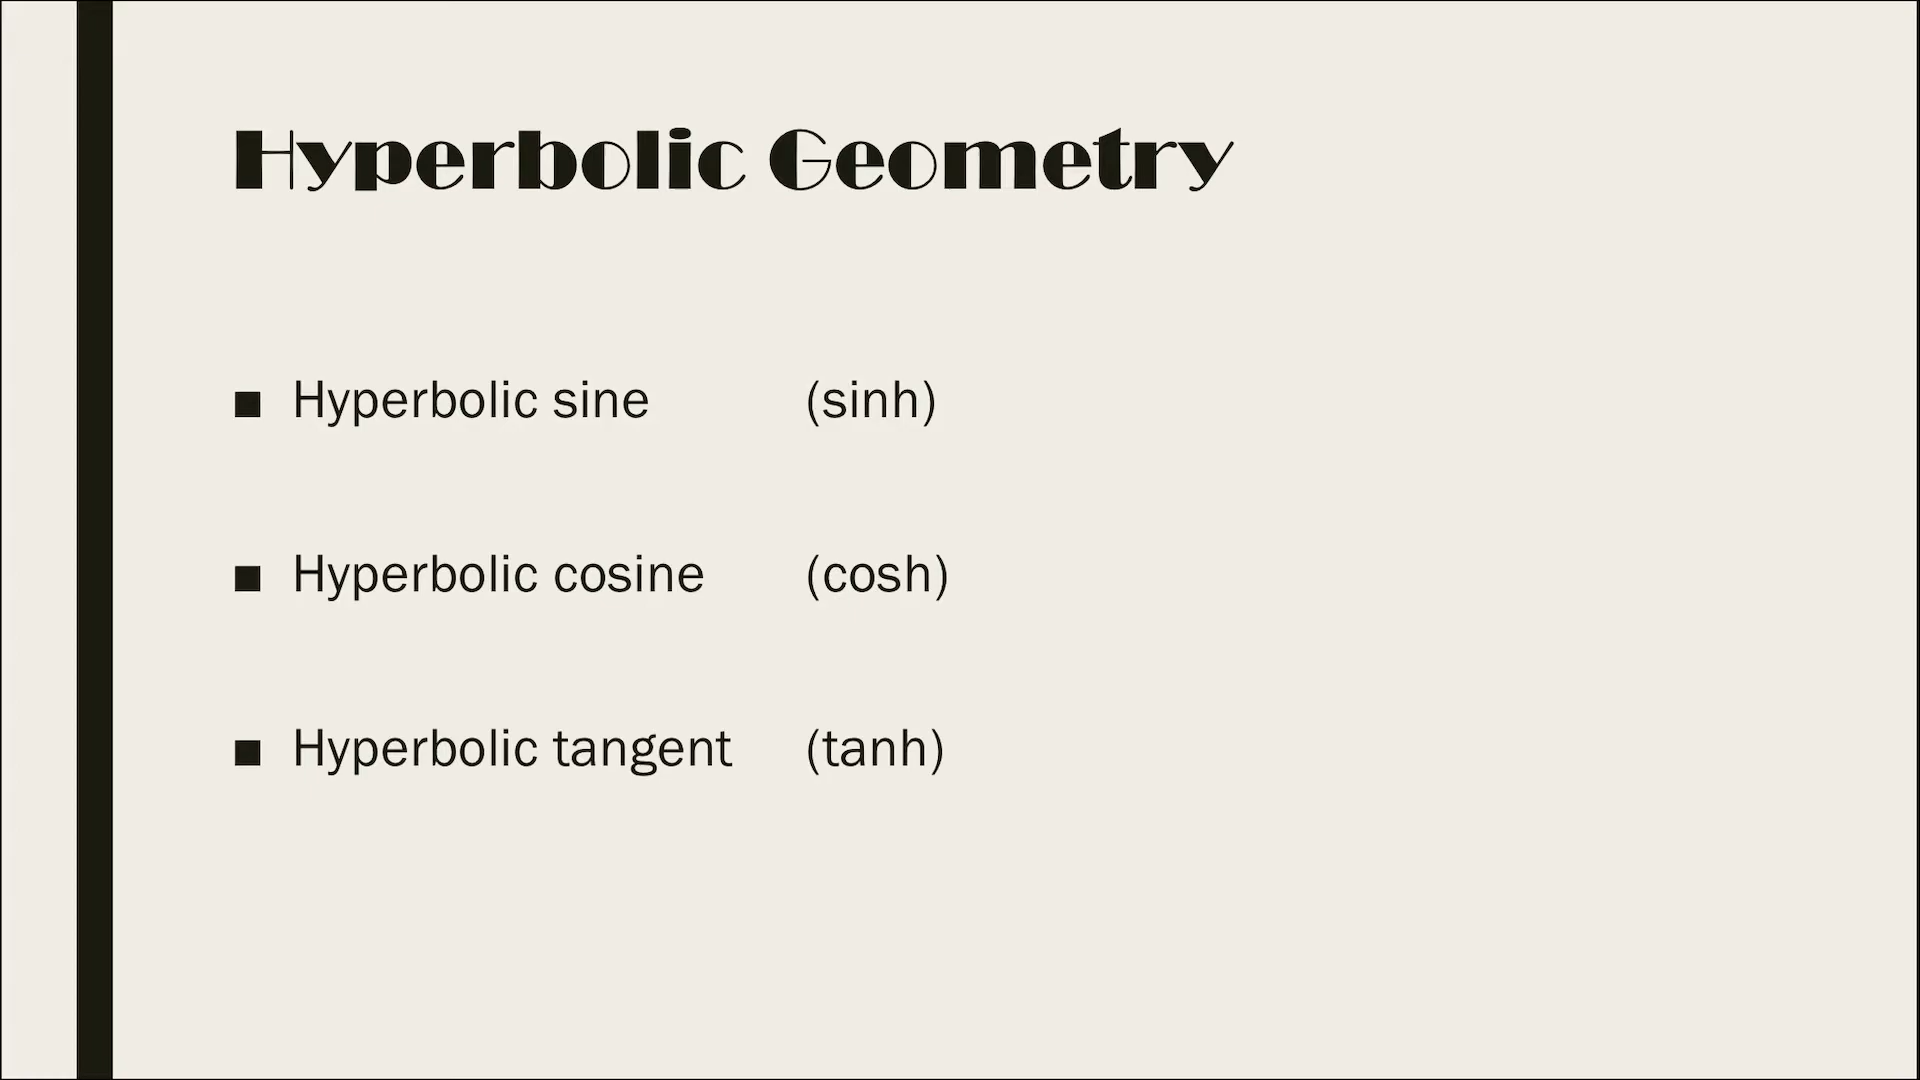 Hyperbolic Geometry
■ Hyperbolic sine (sinh)
■ Hyperbolic cosine (cosh)
■ Hyperbolic tangent (tanh)